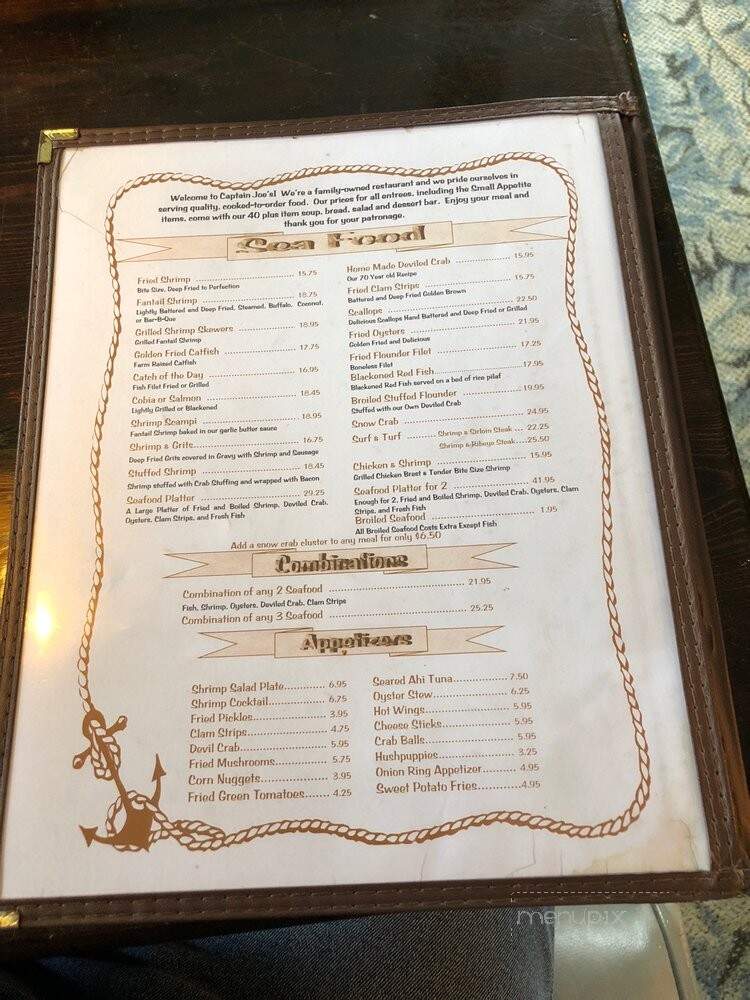 Welcome to Captain Joe's! We're a family-owned restaurant and we pride ourselves in
serving quality, cooked-to-order food. Our prices for all entrees, including the Small Appetite
items, come with our 40 plus item soup, bread, salad and dessert bar. Enjoy your meal and
thank you for your patronage.
Sea Food
Fried Shrimp 15.75
Bite Size, Deep Fried to Perfection
Fantail Shrimp 18.75
Lightly Battered and Deep Fried, Steamed, Buffalo, Coconut,
or Bar-B-Que
Grilled Shrimp Skewers 18.95
Grilled Fantail Shrimp
Golden Fried Catfish 17.75
Farm Raised Catfish
Catch of the Day 16.95
Fish Filet Fried or Grilled
Cobia or Salmon 18.45
Lightly Grilled or Blackened
Shrimp Scampi 18.95
Fantail Shrimp baked in our garlic butter sauce
Shrimp & Grits 16.75
Deep Fried Grits covered in Gravy with Shrimp and Sausage
Stuffed Shrimp 18.45
Shrimp stuffed with Crab Stuffing and wrapped with Bacon
Seafood Platter 29.25
A Large Platter of Fried and Boiled Shrimp, Deviled Crab,
Oysters, Clam Strips, and Fresh Fish
Home Made Deviled Crab 15.95
Our 70 Year old Recipe
Fried Clam Strips 15.75
Battered and Deep Fried Golden Brown
Scallops 22.50
Delicious Scallops Hand Battered and Deep Fried or Grilled
Fried Oysters 21.95
Golden Fried and Delicious
Fried Flounder Filet 17.25
Boneless Filet
Blackened Red Fish 17.95
Blackened Red Fish served on a bed of rice pilaf
Broiled Stuffed Flounder 19.95
Stuffed with our Own Deviled Crab
Snow Crab 24.95
Surf & Turf Shrimp & Sirloin Steak 22.25
Shrimp & Ribeye Steak 25.50
Chicken & Shrimp 15.95
Grilled Chicken Brest & Tender Bite Size Shrimp
Seafood Platter for 2 41.95
Enough for 2, Fried and Boiled Shrimp, Deviled Crab, Oysters, Clam
Strips, and Fresh Fish
Broiled Seafood 1.95
All Broiled Seafood Costs Extra Except Fish
Add a snow crab cluster to any meal for only $6.50
Combinations
Combination of any 2 Seafood 21.95
Fish, Shrimp, Oysters, Deviled Crab, Clam Strips
Combination of any 3 Seafood 25.25
Appetizers
Shrimp Salad Plate 6.95
Shrimp Cocktail 6.75
Fried Pickles 3.95
Clam Strips 4.75
Devil Crab 5.95
Fried Mushrooms 5.75
Corn Nuggets 3.95
Fried Green Tomatoes 4.25
Seared Ahi Tuna 7.50
Oyster Stew 6.25
Hot Wings 5.95
Cheese Sticks 5.95
Crab Balls 5.95
Hushpuppies 3.25
Onion Ring Appetizer 4.95
Sweet Potato Fries 4.95
menupix